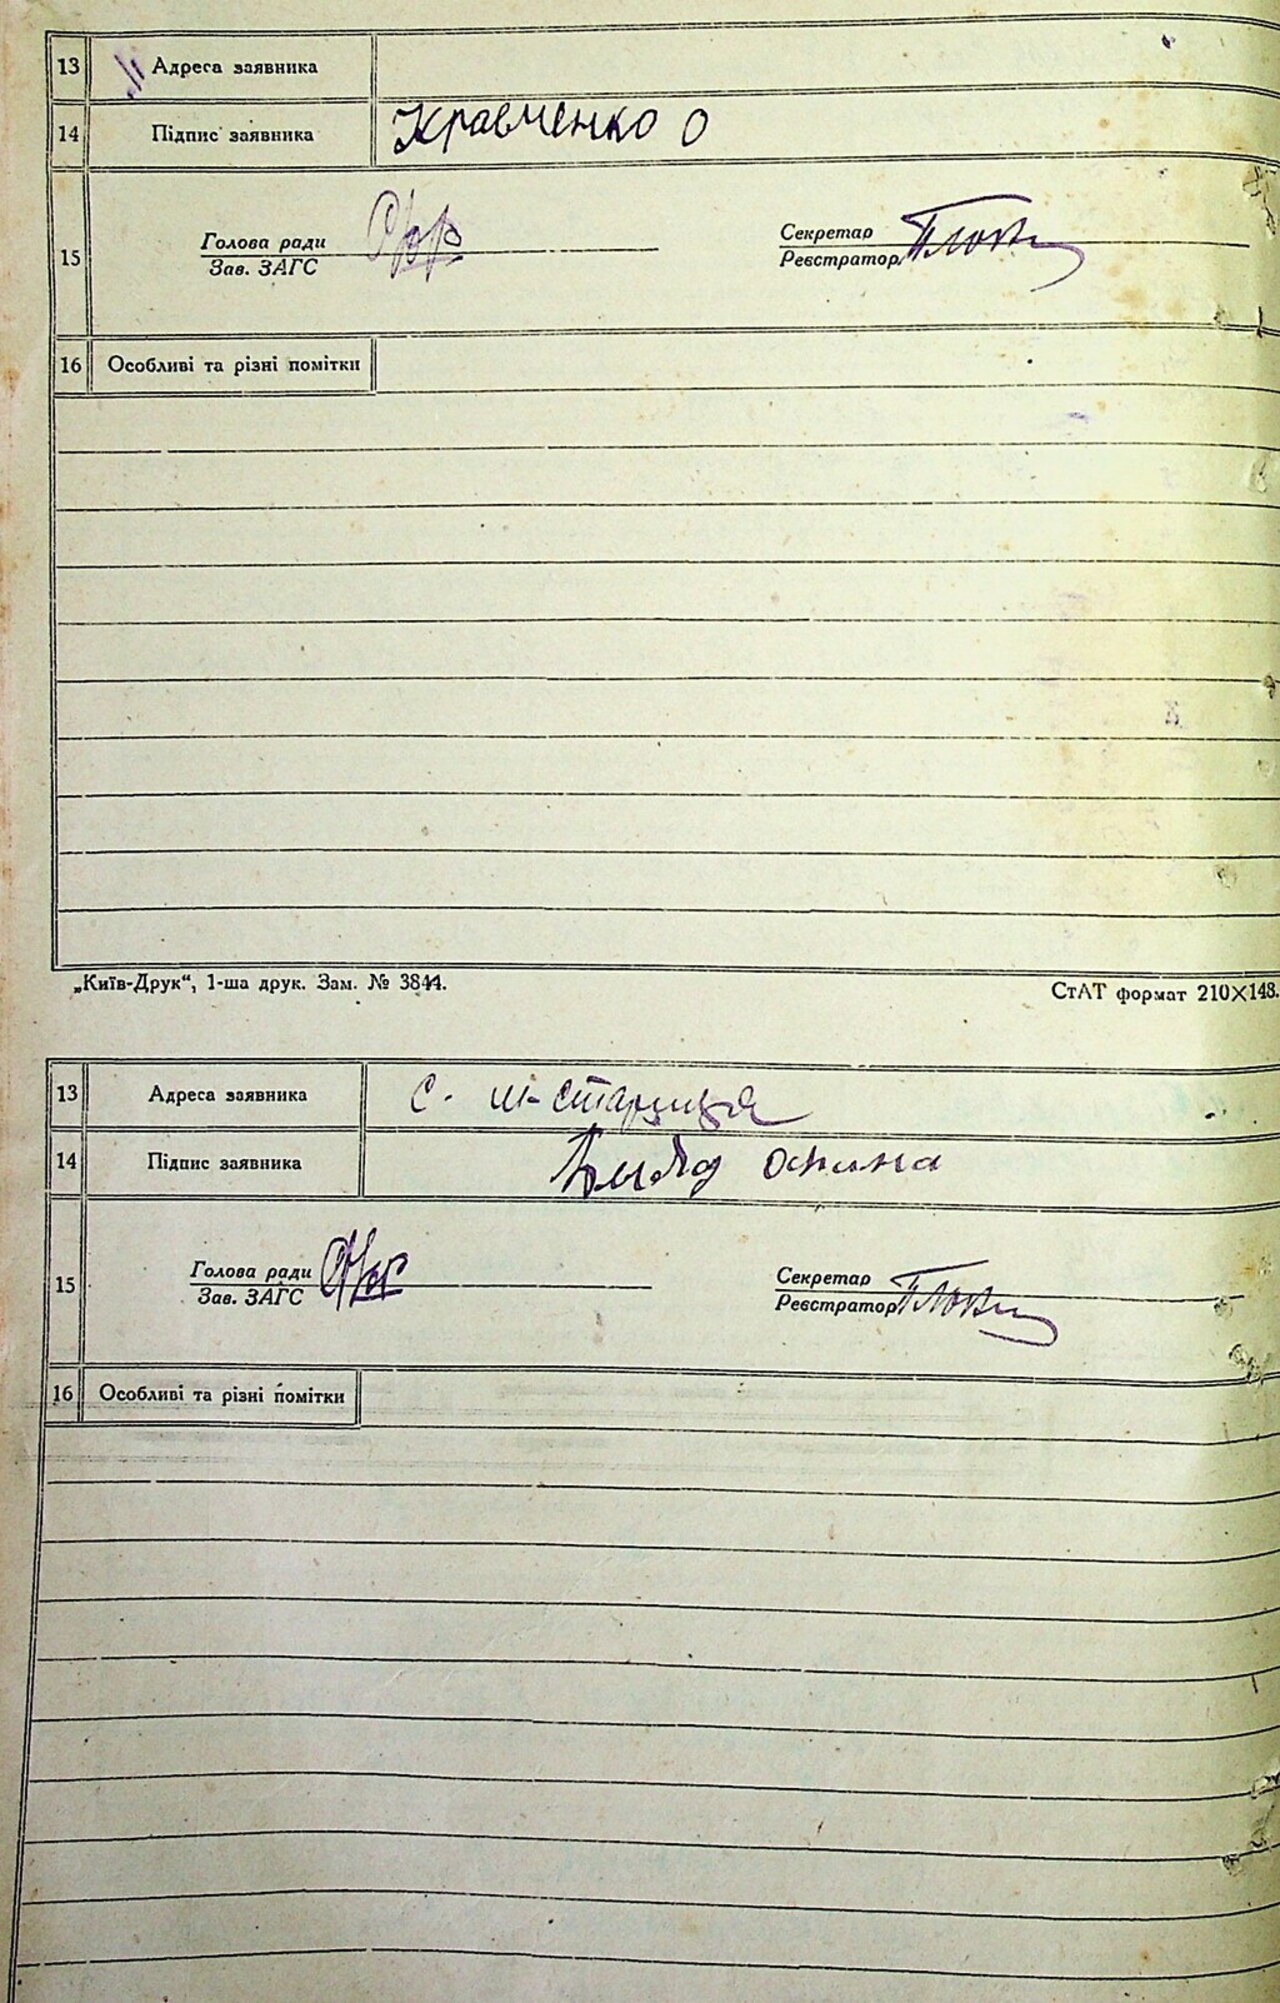 13 Адреса заявника
14 Підпис заявника Кравченко О
15 Голова ради Секретар
Зав. ЗАГС Реєстратор
16 Особливі та різні помітки
„Київ-Друк“, 1-ша друк. Зам. № 3844. СтАТ формат 210×148.
13 Адреса заявника с. М-Старица
14 Підпис заявника
15 Голова ради Секретар
Зав. ЗАГС Реєстратор
16 Особливі та різні помітки